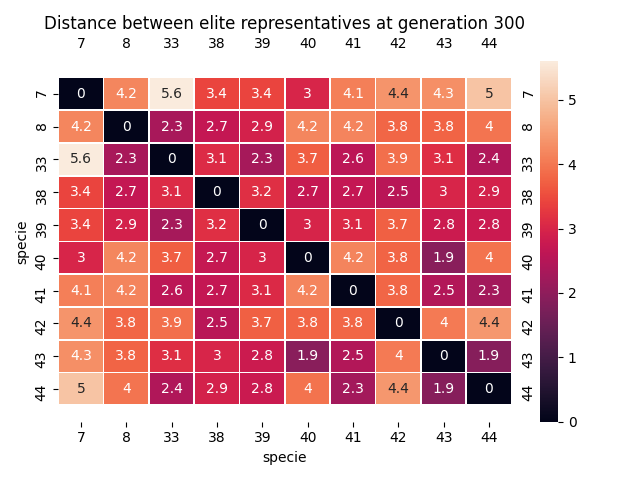 Distance between elite representatives at generation 300
7 8 33 38 39 40 41 42 43 44
7 0 4.2 5.6 3.4 3.4 3 4.1 4.4 4.3 5 7
8 4.2 0 2.3 2.7 2.9 4.2 4.2 3.8 3.8 4 8
33 5.6 2.3 0 3.1 2.3 3.7 2.6 3.9 3.1 2.4 33
38 3.4 2.7 3.1 0 3.2 2.7 2.7 2.5 3 2.9 38
39 3.4 2.9 2.3 3.2 0 3 3.1 3.7 2.8 2.8 39
40 3 4.2 3.7 2.7 3 0 4.2 3.8 1.9 4 40
41 4.1 4.2 2.6 2.7 3.1 4.2 0 3.8 2.5 2.3 41
42 4.4 3.8 3.9 2.5 3.7 3.8 3.8 0 4 4.4 42
43 4.3 3.8 3.1 3 2.8 1.9 2.5 4 0 1.9 43
44 5 4 2.4 2.9 2.8 4 2.3 4.4 1.9 0 44
7 8 33 38 39 40 41 42 43 44
specie
specie
5
4
3
2
1
0